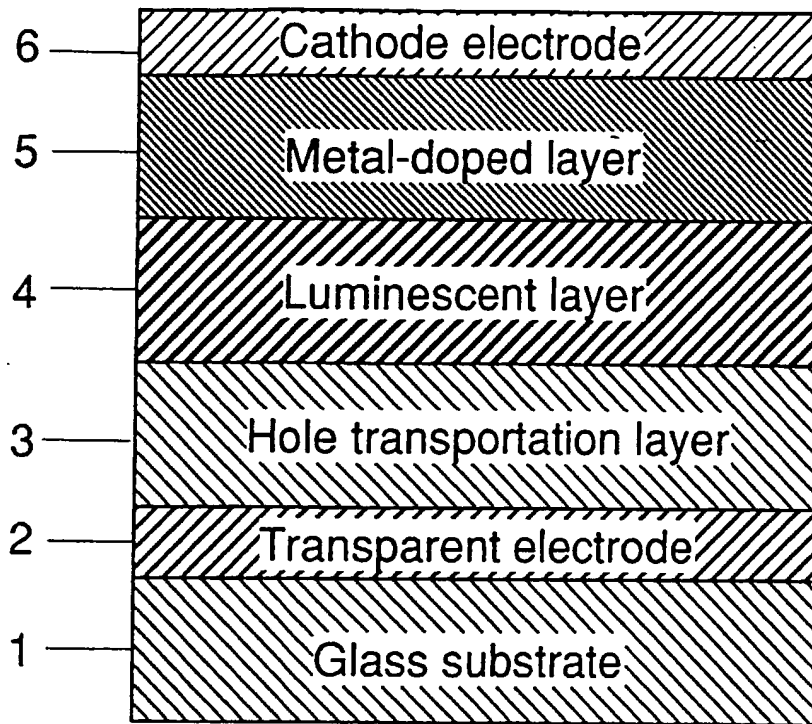 6 Cathode electrode
5 Metal-doped layer
4 Luminescent layer
3 Hole transportation layer
2 Transparent electrode
1 Glass substrate